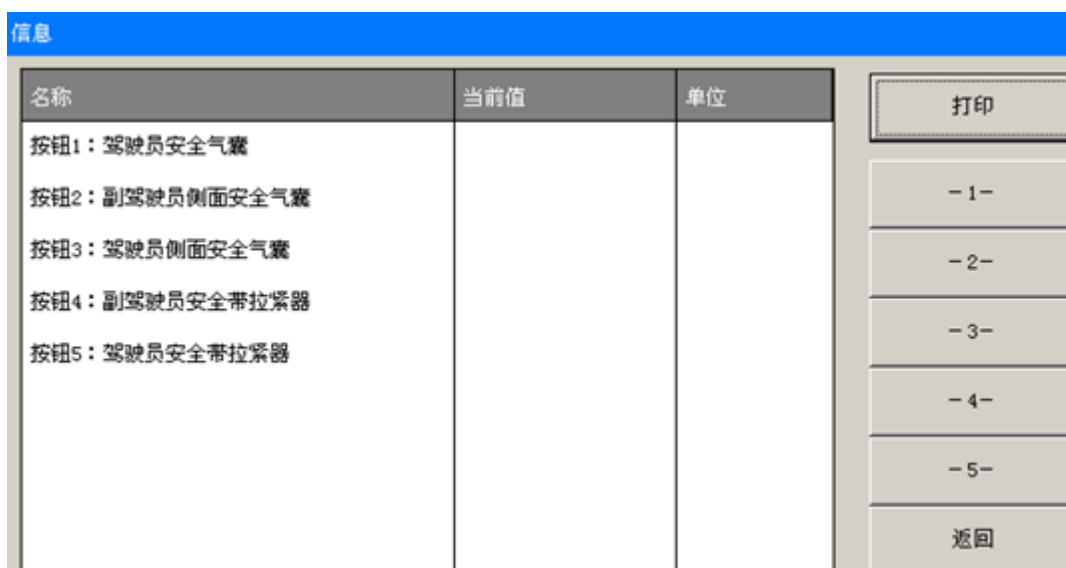 信息
名称 当前值 单位
按钮1：驾驶员安全气囊
按钮2：副驾驶员侧面安全气囊
按钮3：驾驶员侧面安全气囊
按钮4：副驾驶员安全带拉紧器
按钮5：驾驶员安全带拉紧器
打印
-1-
-2-
-3-
-4-
-5-
返回